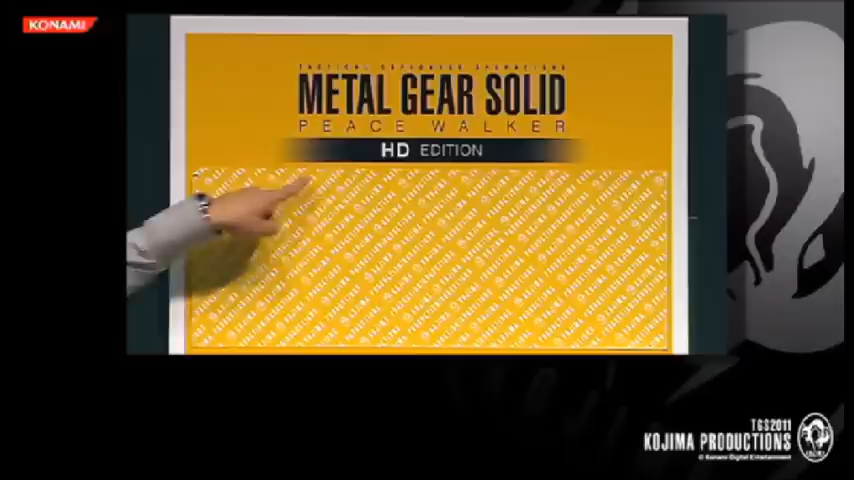 KONAMI
TACTICAL ESPIONAGE OPERATIONS
METAL GEAR SOLID
PEACE WALKER
HD EDITION
TGS2011
KOJIMA PRODUCTIONS
© Konami Digital Entertainment